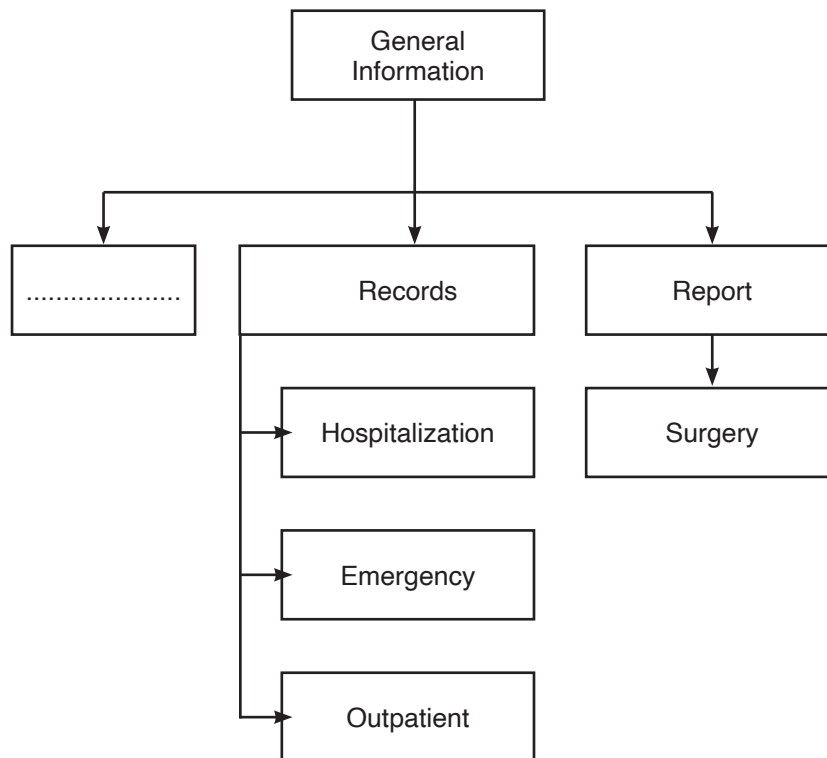 General
Information
.....................
Records
Report
Hospitalization
Surgery
Emergency
Outpatient